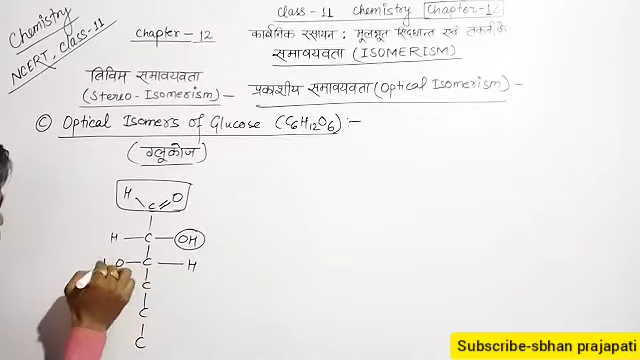 Chemistry
NCERT, class-11
Class-11 Chemistry Chapter-12
Chapter-12
कार्बनिक रसायन : मूलभूत सिद्धान्त एवं तकनीकें
समावयवता (ISOMERISM)
त्रिविम समावयवता
(Stereo-Isomerism)-
प्रकाशीय समावयवता (Optical Isomerism)-
© Optical Isomers of Glucose (C6H12O6):-
(ग्लूकोज)
H O
C
H C OH
O C H
C
C
C
Subscribe-sbhan prajapati